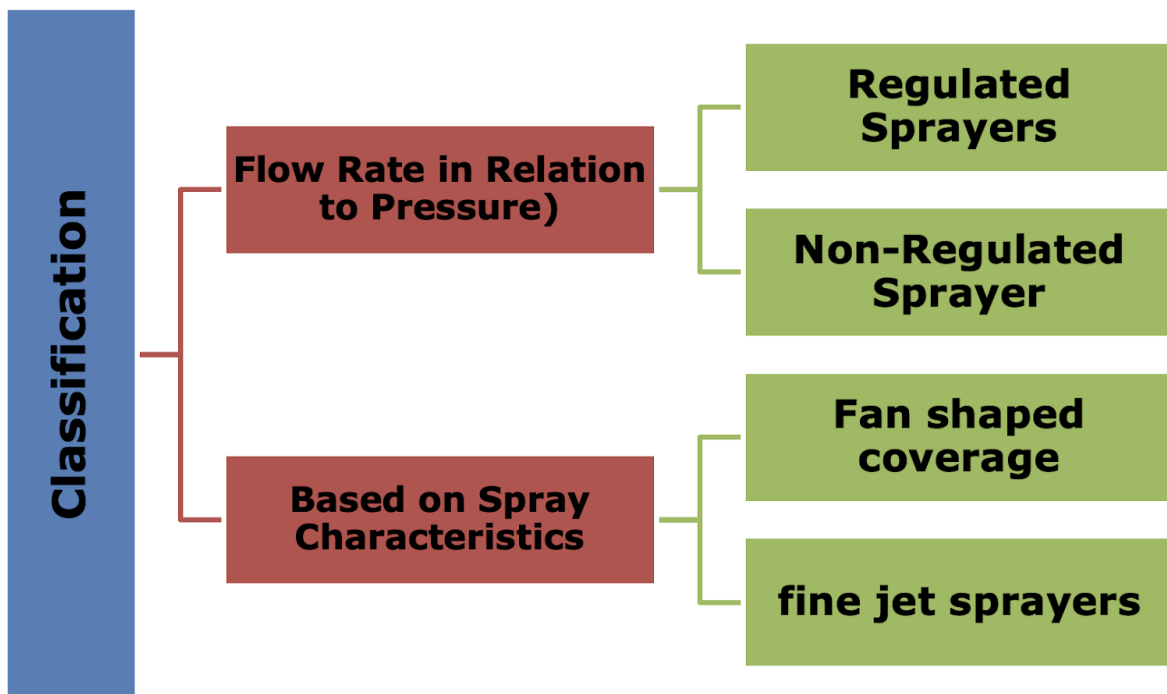 Classification
Flow Rate in Relation
to Pressure)
Regulated
Sprayers
Non-Regulated
Sprayer
Based on Spray
Characteristics
Fan shaped
coverage
fine jet sprayers